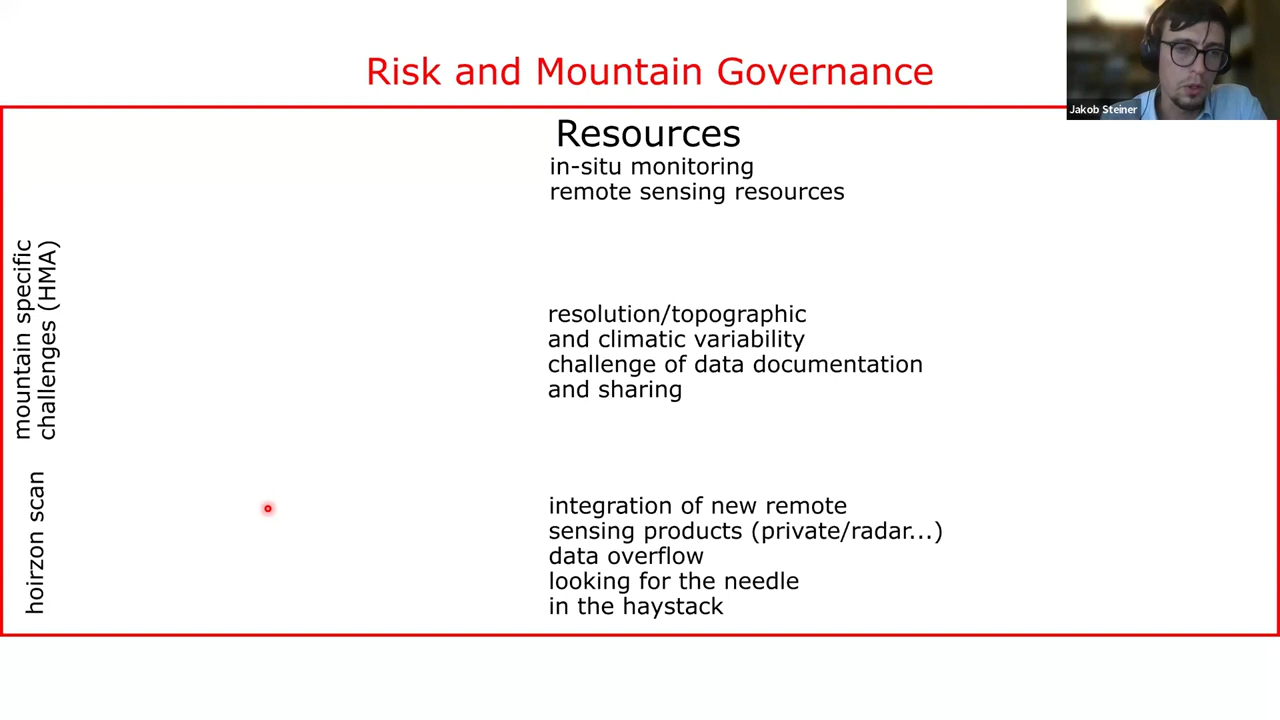 Risk and Mountain Governance
Jakob Steiner
Resources
in-situ monitoring
remote sensing resources
mountain specific
challenges (HMA)
resolution/topographic
and climatic variability
challenge of data documentation
and sharing
hoirzon scan
integration of new remote
sensing products (private/radar...)
data overflow
looking for the needle
in the haystack